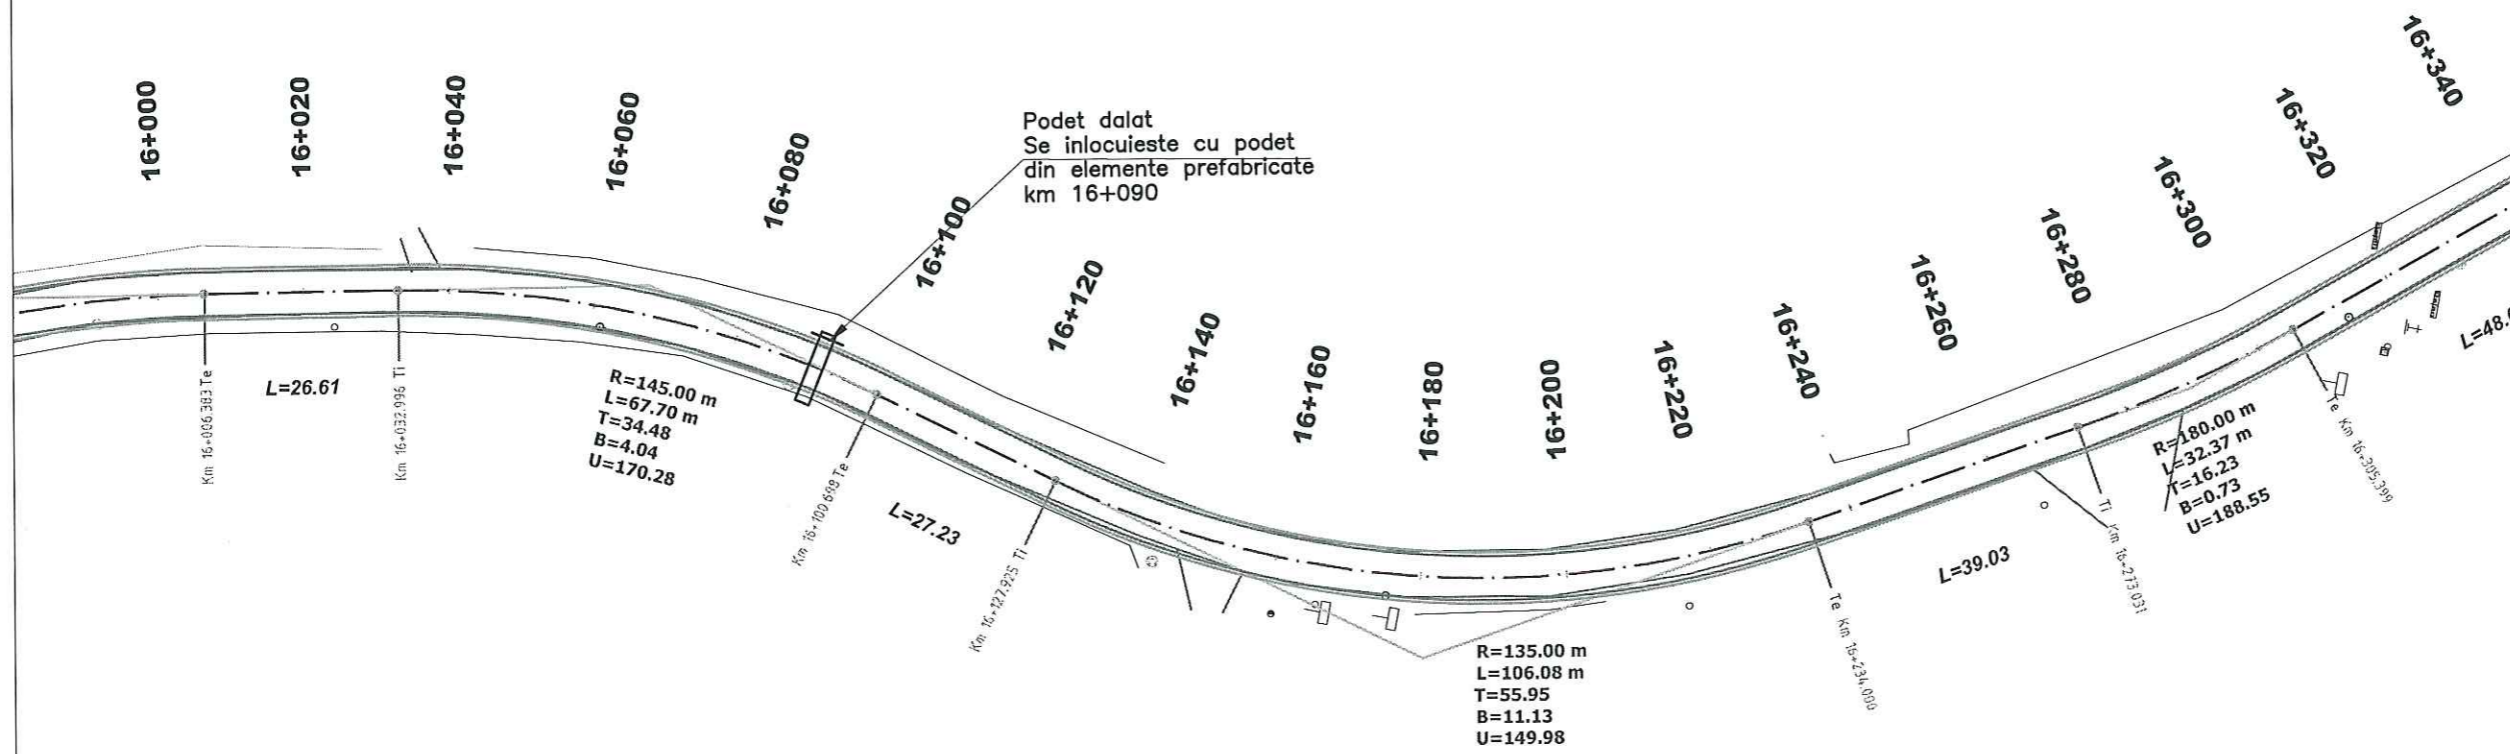 16+000
16+020
16+040
16+060
16+080
16+100
16+120
16+140
16+160
16+180
16+200
16+220
16+240
16+260
16+280
16+300
16+320
16+340
Podet dalat
Se inlocuieste cu podet
din elemente prefabricate
km 16+090
Km 16+006.383 Te
L=26.61
Km 16+032.996 Ti
R=145.00 m
L=67.70 m
T=34.48
B=4.04
U=170.28
Km 16+100.698 Te
L=27.23
Km 16+127.925 Ti
R=135.00 m
L=106.08 m
T=55.95
B=11.13
U=149.98
Te Km 16+234.000
L=39.03
Ti Km 16+273.031
R=180.00 m
L=32.37 m
T=16.23
B=0.73
U=188.55
Te Km 16+305.399
L=48.